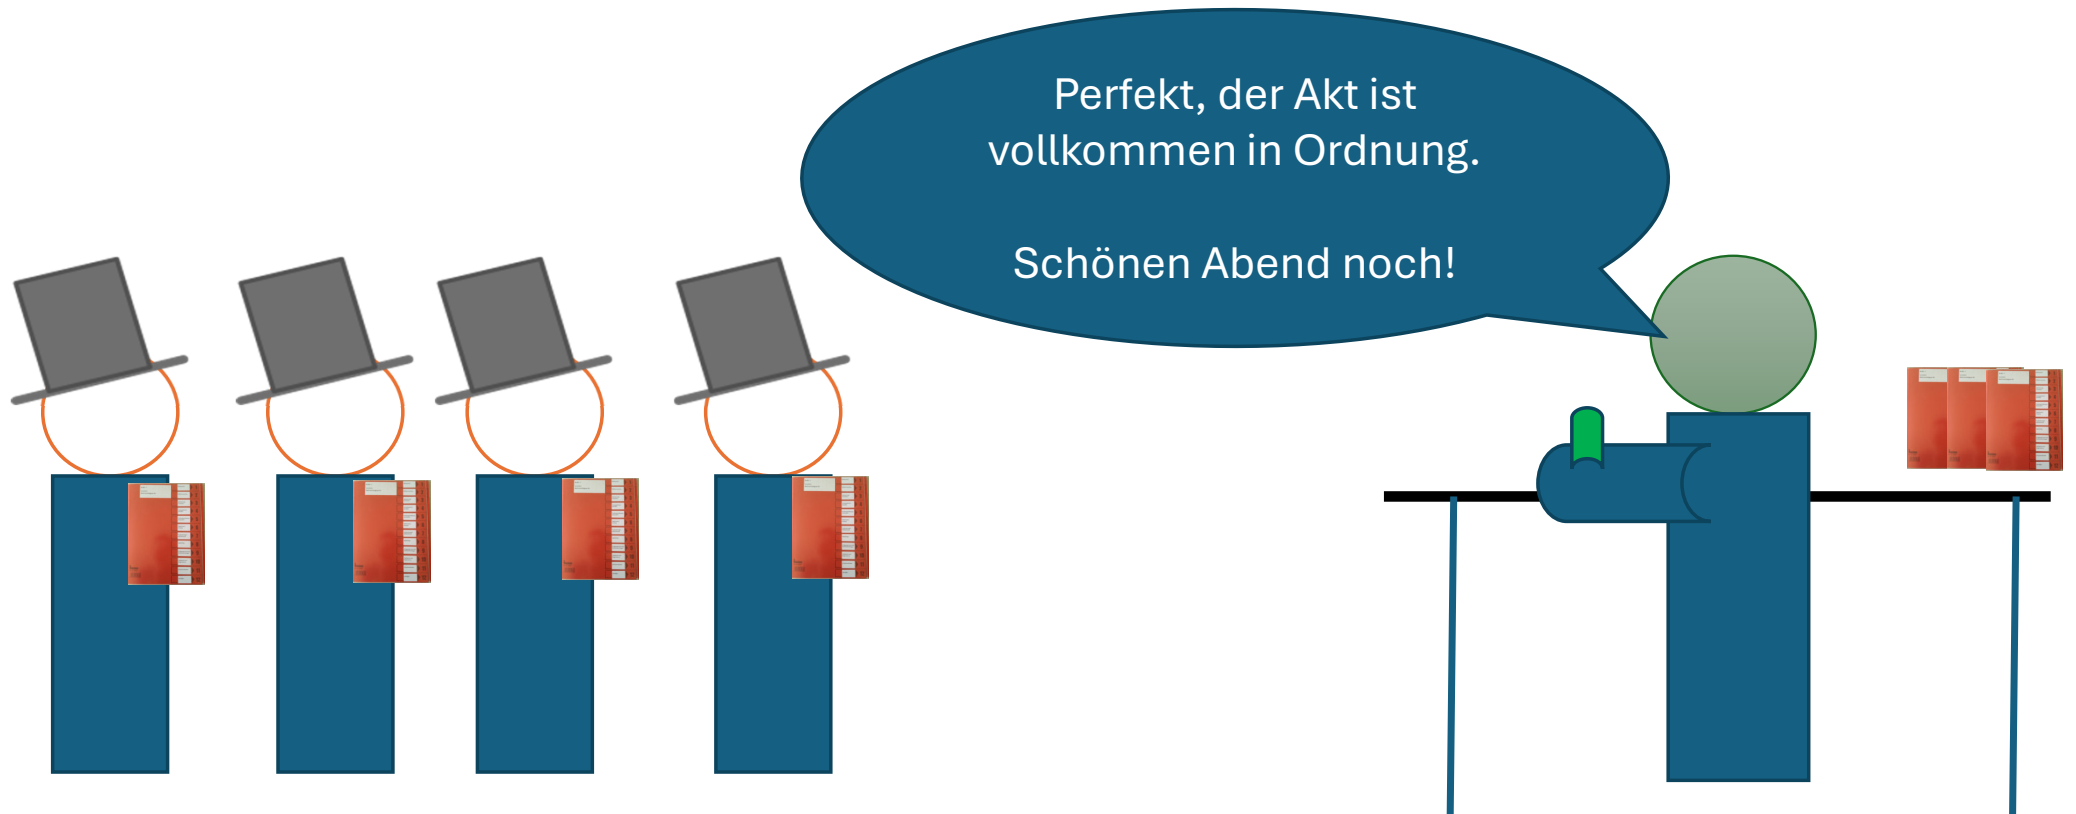 Perfekt, der Akt ist
vollkommen in Ordnung.
Schönen Abend noch!